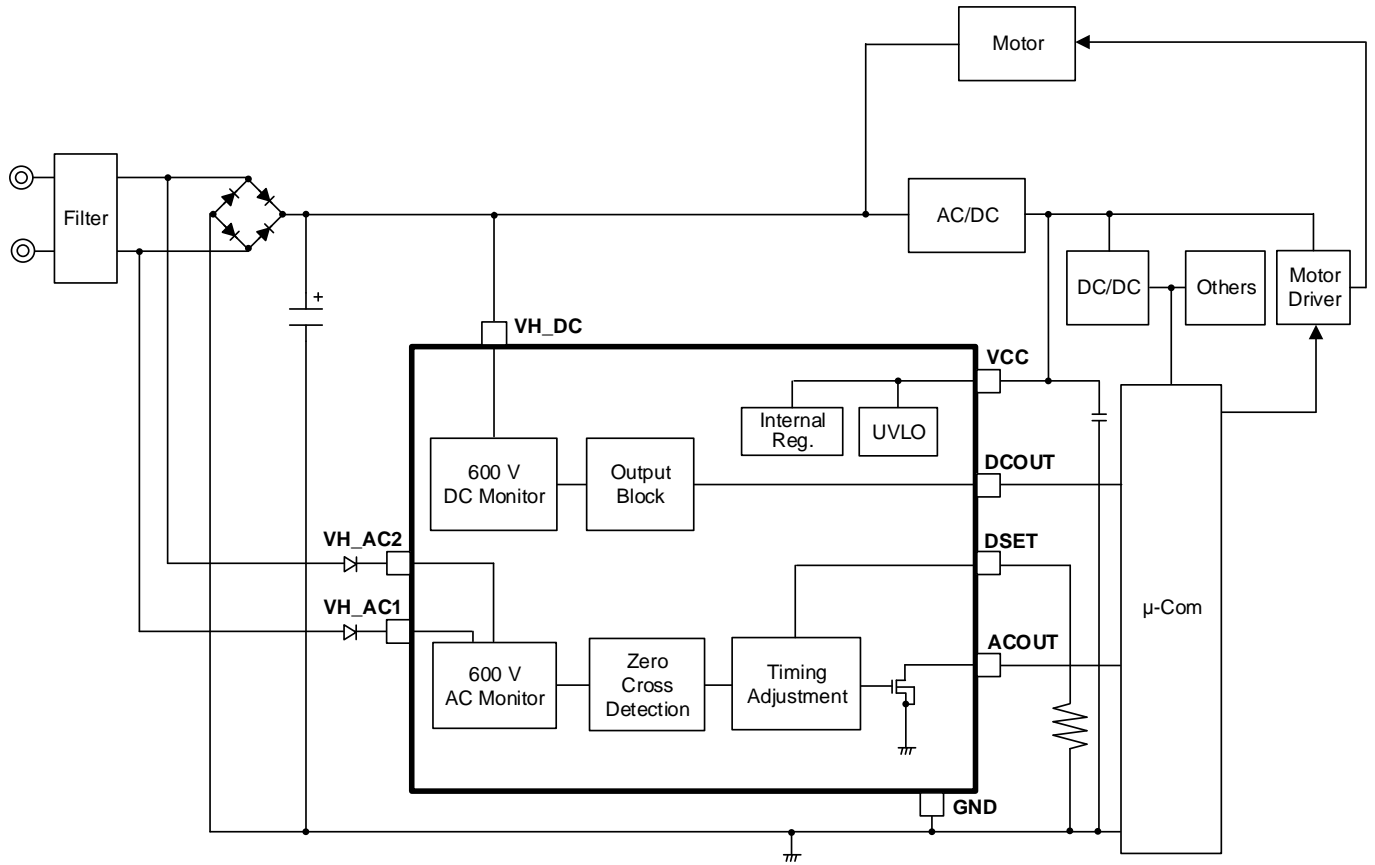 Motor
Filter
AC/DC
DC/DC
Others
Motor
Driver
+
VH_DC
VCC
Internal
Reg.
UVLO
600 V
DC Monitor
Output
Block
DCOUT
VH_AC2
DSET
VH_AC1
µ-Com
600 V
AC Monitor
Zero
Cross
Detection
Timing
Adjustment
ACOUT
GND